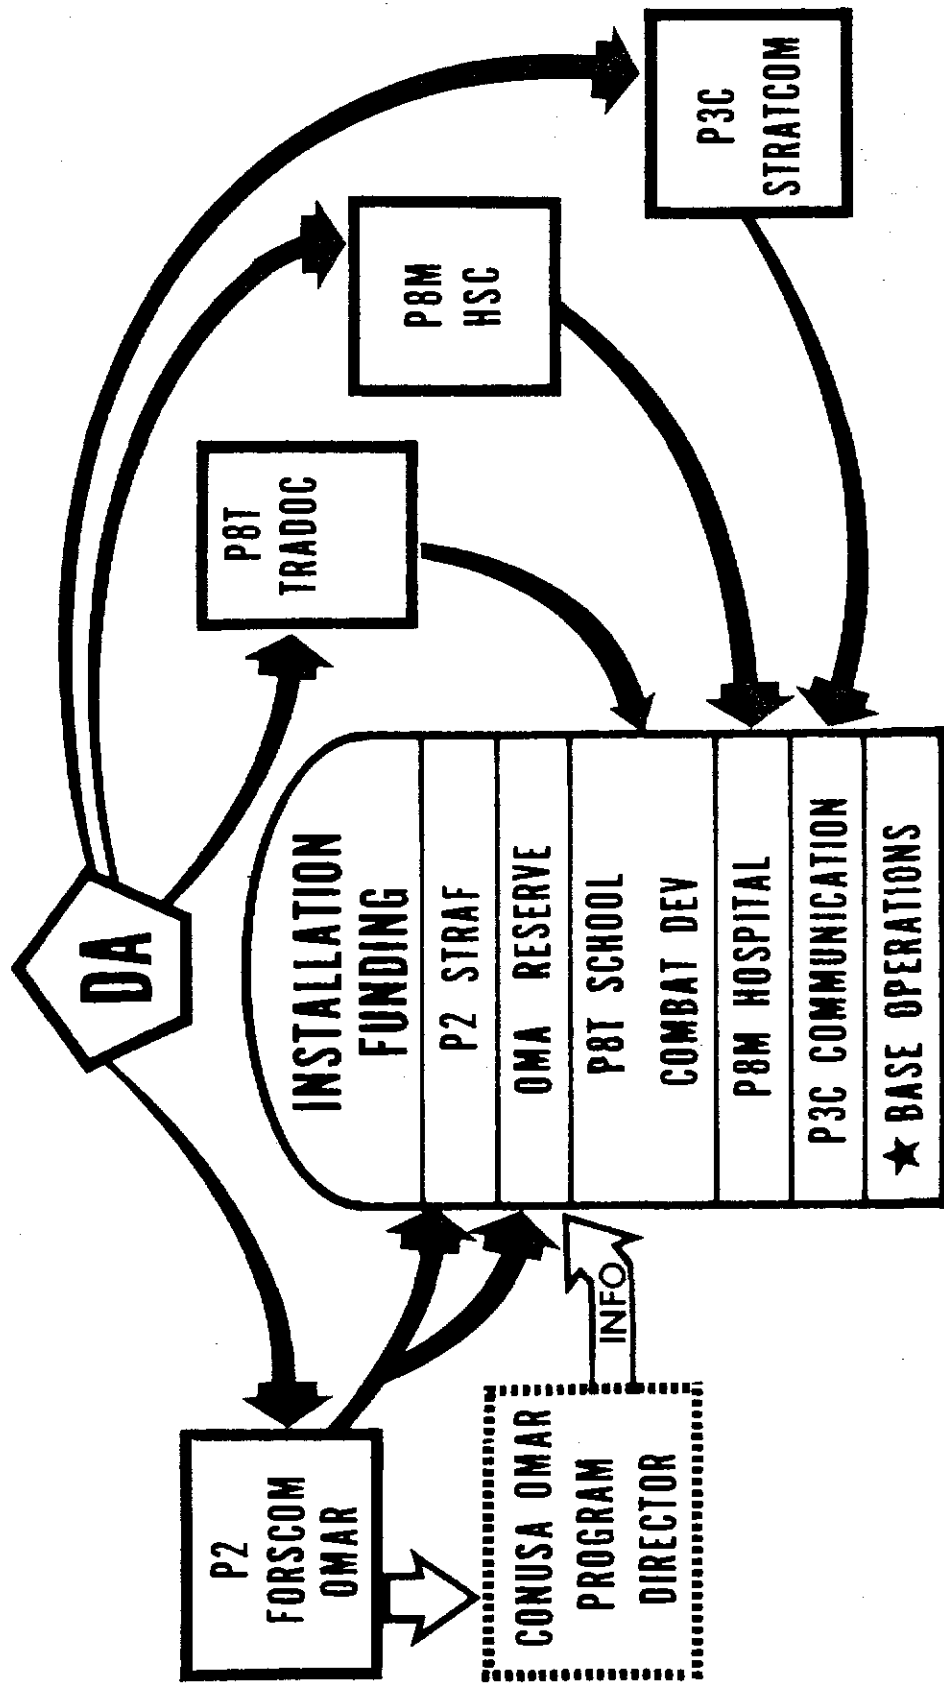 DA
P2
FORSCOM
OMAR
CONUSA OMAR
PROGRAM
DIRECTOR
INFO
INSTALLATION
FUNDING
P2 STRAF
OMA RESERVE
P8T SCHOOL
COMBAT DEV
P8M HOSPITAL
P3C COMMUNICATION
★ BASE OPERATIONS
P8T
TRADOC
P8M
HSC
P3C
STRATCOM